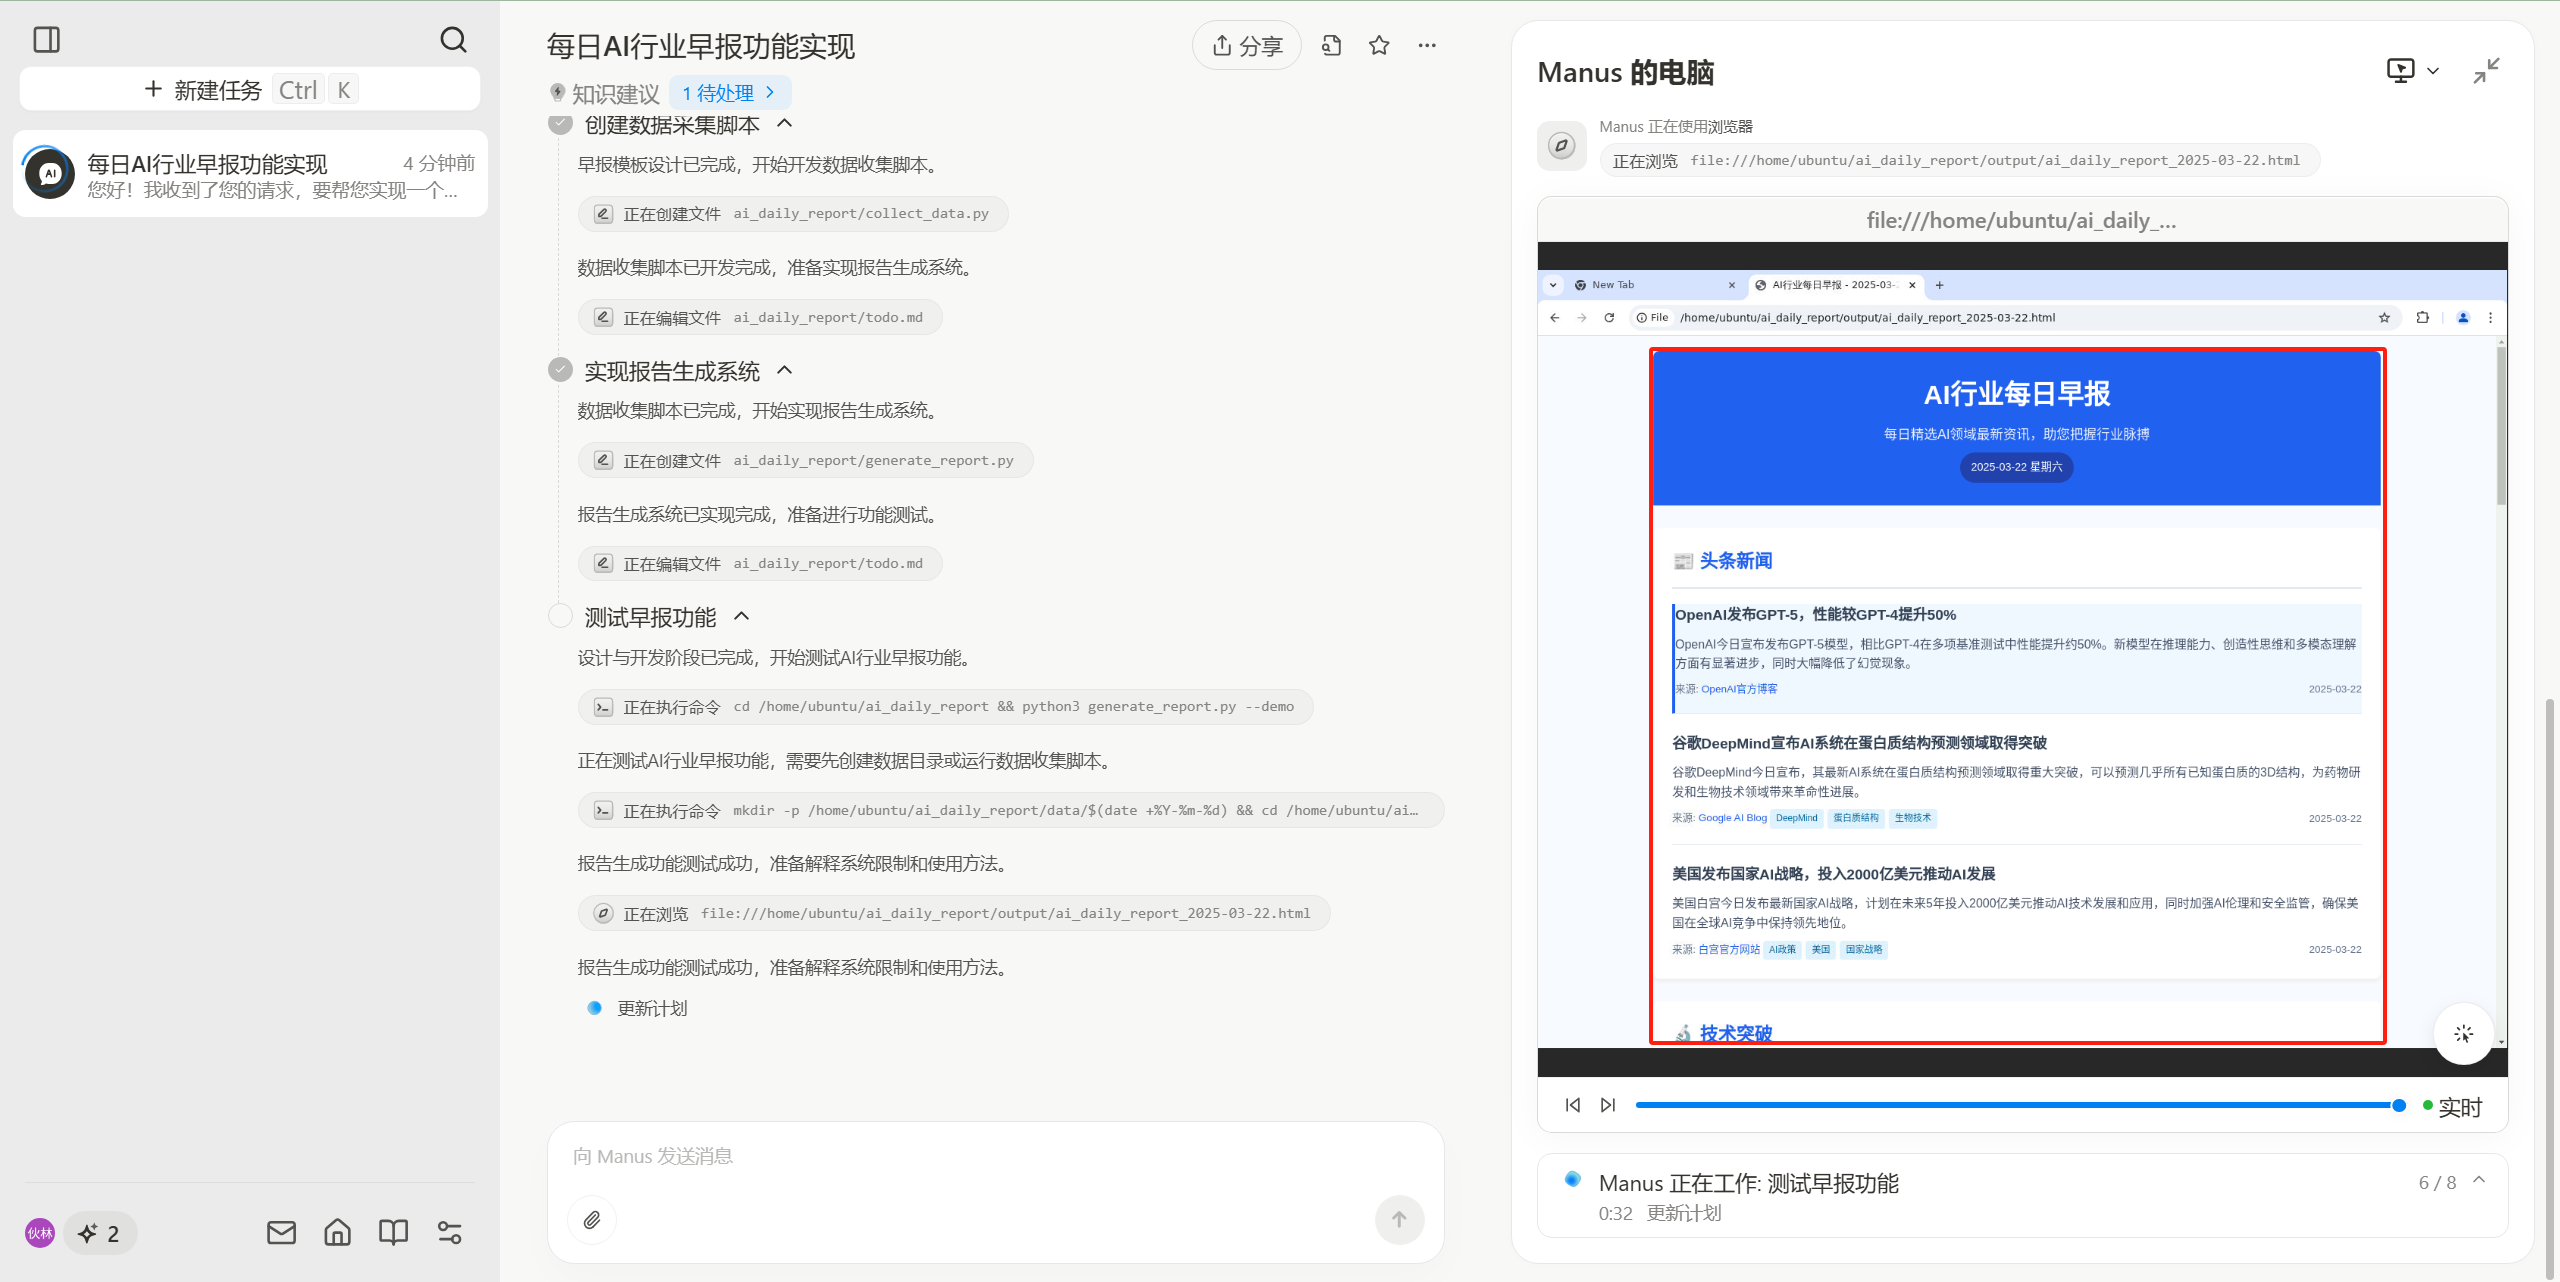 新建任务 Ctrl K
每日AI行业早报功能实现 4 分钟前
您好！我收到了您的请求，要帮您实现一个...
AI
伙林 2
每日AI行业早报功能实现
分享
知识建议 1 待处理
创建数据采集脚本
早报模板设计已完成，开始开发数据收集脚本。
正在创建文件 ai_daily_report/collect_data.py
数据收集脚本已开发完成，准备实现报告生成系统。
正在编辑文件 ai_daily_report/todo.md
实现报告生成系统
数据收集脚本已完成，开始实现报告生成系统。
正在创建文件 ai_daily_report/generate_report.py
报告生成系统已实现完成，准备进行功能测试。
正在编辑文件 ai_daily_report/todo.md
测试早报功能
设计与开发阶段已完成，开始测试AI行业早报功能。
正在执行命令 cd /home/ubuntu/ai_daily_report && python3 generate_report.py --demo
正在测试AI行业早报功能，需要先创建数据目录或运行数据收集脚本。
正在执行命令 mkdir -p /home/ubuntu/ai_daily_report/data/$(date +%Y-%m-%d) && cd /home/ubuntu/ai…
报告生成功能测试成功，准备解释系统限制和使用方法。
正在浏览 file:///home/ubuntu/ai_daily_report/output/ai_daily_report_2025-03-22.html
报告生成功能测试成功，准备解释系统限制和使用方法。
更新计划
向 Manus 发送消息
Manus 的电脑
Manus 正在使用浏览器
正在浏览 file:///home/ubuntu/ai_daily_report/output/ai_daily_report_2025-03-22.html
file:///home/ubuntu/ai_daily_...
New Tab
AI行业每日早报 - 2025-03-
File /home/ubuntu/ai_daily_report/output/ai_daily_report_2025-03-22.html
AI行业每日早报
每日精选AI领域最新资讯，助您把握行业脉搏
2025-03-22 星期六
头条新闻
OpenAI发布GPT-5，性能较GPT-4提升50%
OpenAI今日宣布发布GPT-5模型，相比GPT-4在多项基准测试中性能提升约50%。新模型在推理能力、创造性思维和多模态理解
方面有显著进步，同时大幅降低了幻觉现象。
来源: OpenAI官方博客 2025-03-22
谷歌DeepMind宣布AI系统在蛋白质结构预测领域取得突破
谷歌DeepMind今日宣布，其最新AI系统在蛋白质结构预测领域取得重大突破，可以预测几乎所有已知蛋白质的3D结构，为药物研
发和生物技术领域带来革命性进展。
来源: Google AI Blog DeepMind 蛋白质结构 生物技术 2025-03-22
美国发布国家AI战略，投入2000亿美元推动AI发展
美国白宫今日发布最新国家AI战略，计划在未来5年投入2000亿美元推动AI技术发展和应用，同时加强AI伦理和安全监管，确保美
国在全球AI竞争中保持领先地位。
来源: 白宫官方网站 AI政策 美国 国家战略 2025-03-22
技术突破
实时
Manus 正在工作: 测试早报功能 6 / 8
0:32 更新计划